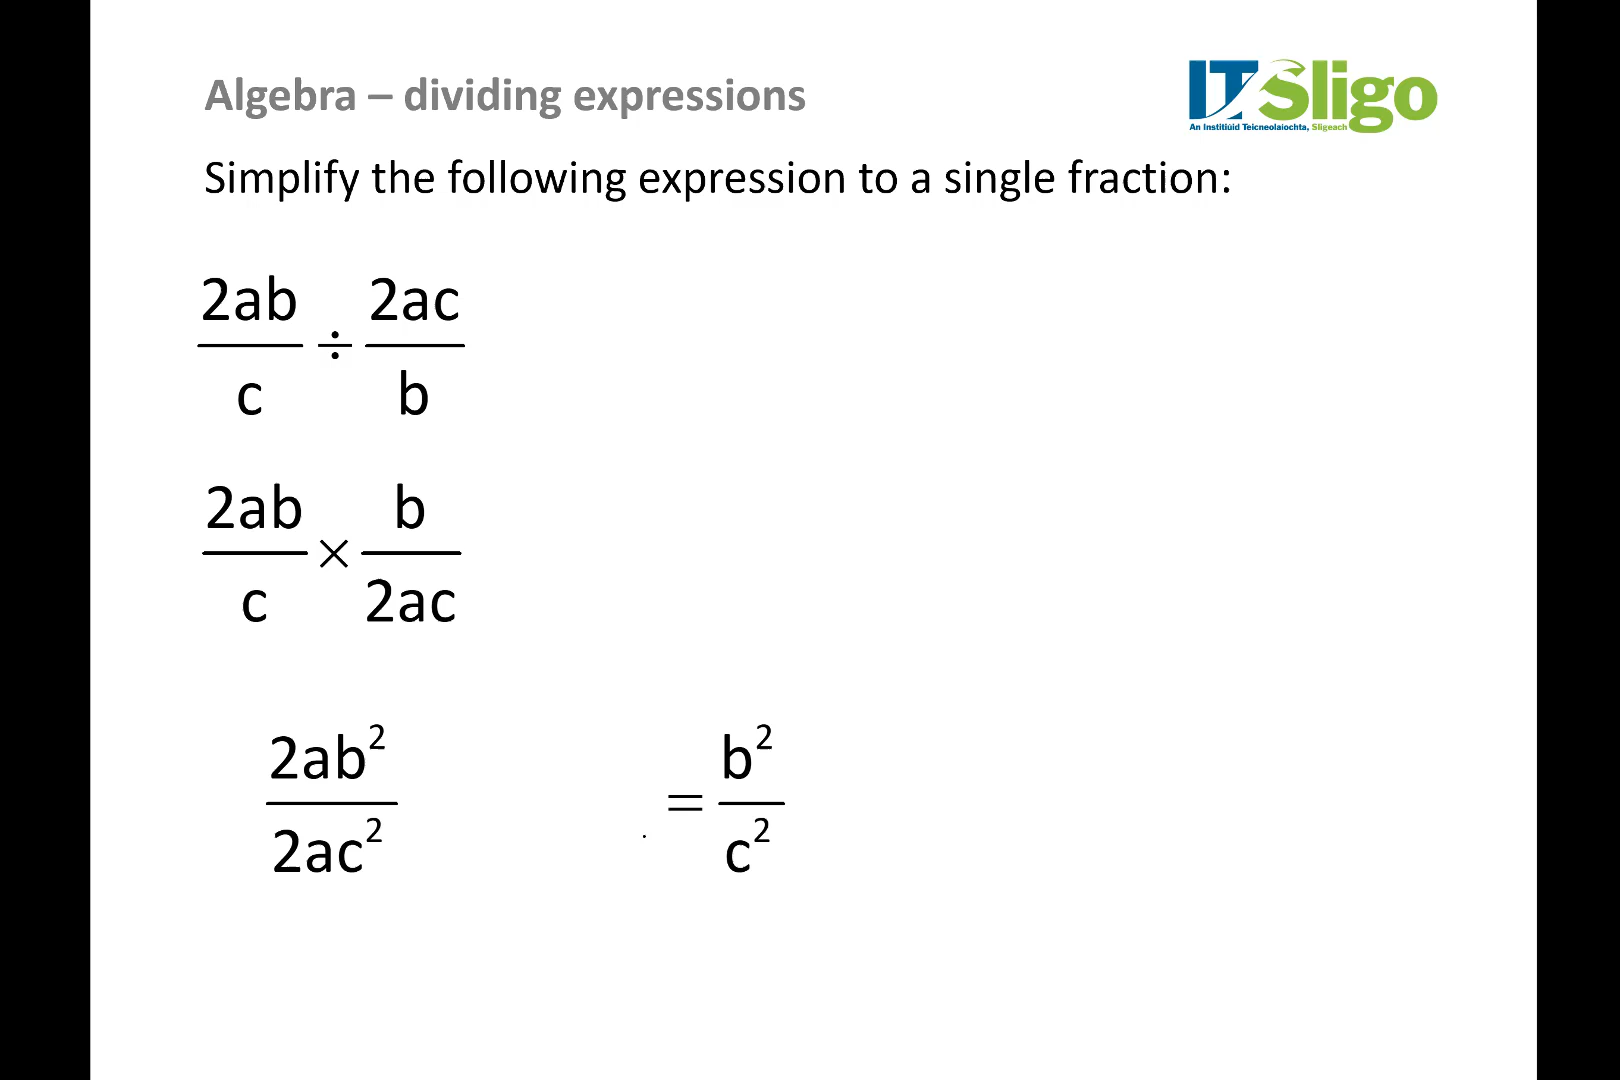 Algebra – dividing expressions
ITSligo
An Institiúid Teicneolaíochta, Sligeach
Simplify the following expression to a single fraction:
2ab/c ÷ 2ac/b
2ab/c × b/2ac
2ab²/2ac² = b²/c²